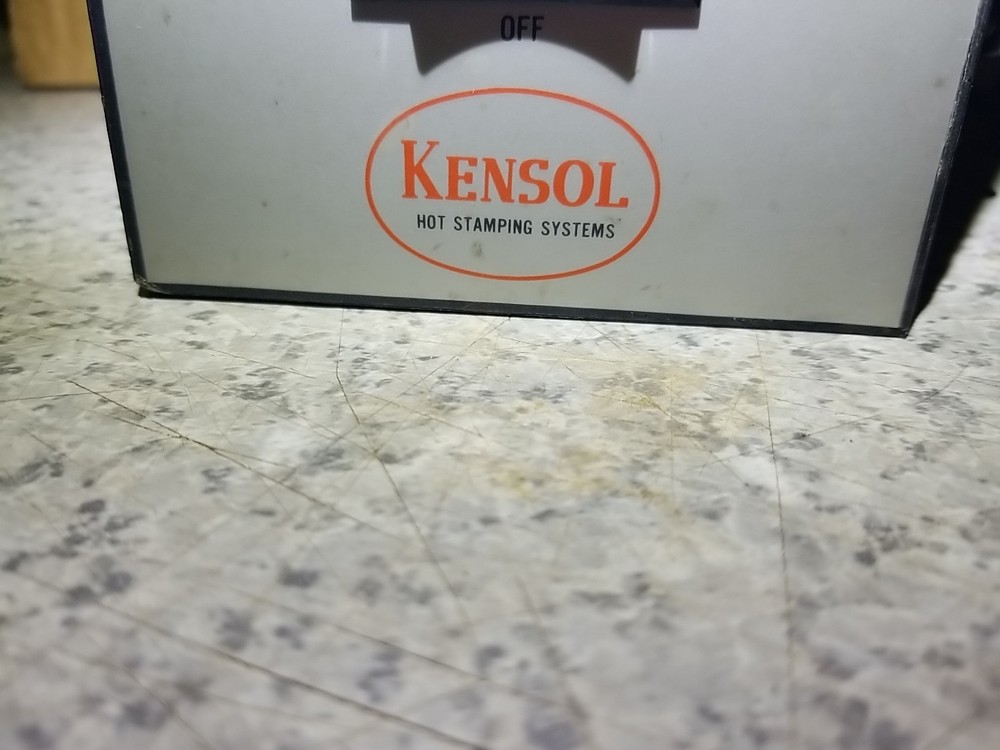 OFF
KENSOL
HOT STAMPING SYSTEMS